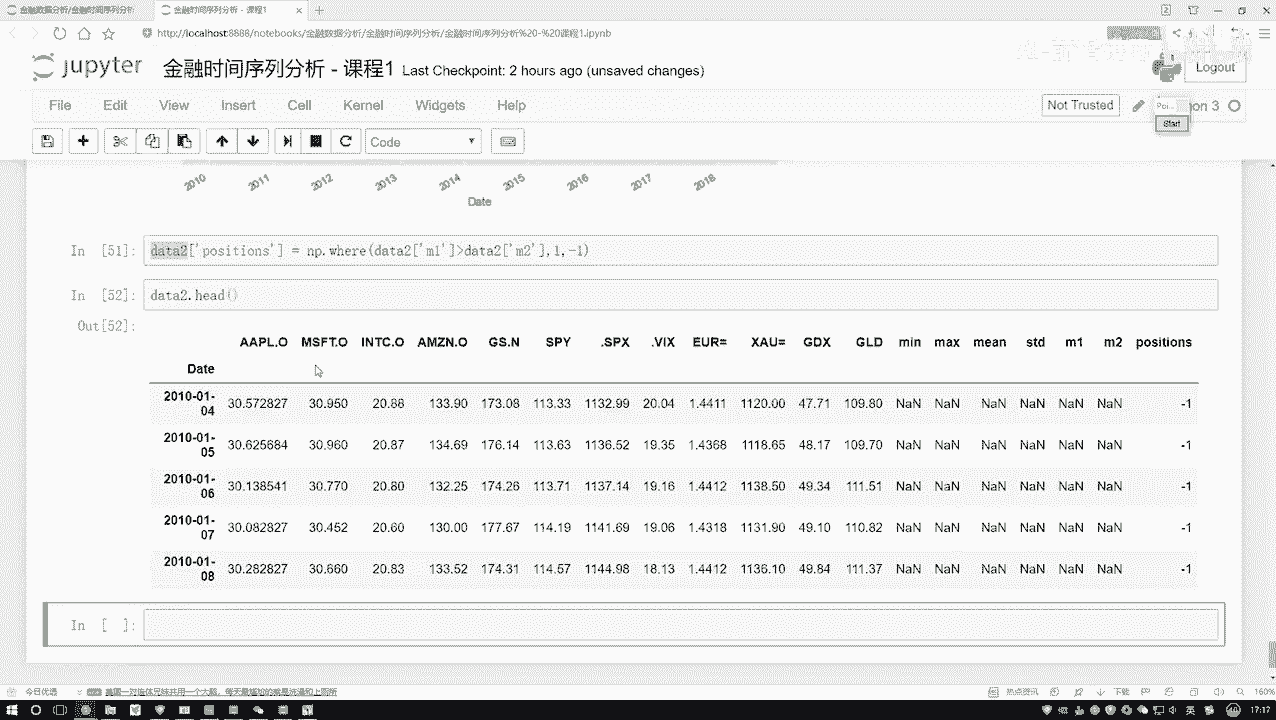 金融数据分析/金融时间序列分析
金融时间序列分析 - 课程1
http://localhost:8888/notebooks/金融数据分析/金融时间序列分析/金融时间序列分析%20-%20课程1.ipynb
jupyter 金融时间序列分析 - 课程1 Last Checkpoint: 2 hours ago (unsaved changes)
Logout
File Edit View Insert Cell Kernel Widgets Help
Not Trusted
Start
Code
2010 2011 2012 2013 2014 2015 2016 2017 2018
Date
In [51]: data2['positions'] = np.where(data2['m1']>data2['m2'],1,-1)
In [52]: data2.head()
Out[52]:
AAPL.O MSFT.O INTC.O AMZN.O GS.N SPY .SPX .VIX EUR= XAU= GDX GLD min max mean std m1 m2 positions
Date
2010-01-04 30.572827 30.950 20.88 133.90 173.08 113.33 1132.99 20.04 1.4411 1120.00 47.71 109.80 NaN NaN NaN NaN NaN NaN -1
2010-01-05 30.625684 30.960 20.87 134.69 176.14 113.63 1136.52 19.35 1.4368 1118.65 48.17 109.70 NaN NaN NaN NaN NaN NaN -1
2010-01-06 30.138541 30.770 20.80 132.25 174.26 113.71 1137.14 19.16 1.4412 1138.50 49.34 111.51 NaN NaN NaN NaN NaN NaN -1
2010-01-07 30.082827 30.452 20.60 130.00 177.67 114.19 1141.69 19.06 1.4318 1131.90 49.10 110.82 NaN NaN NaN NaN NaN NaN -1
2010-01-08 30.282827 30.660 20.83 133.52 174.31 114.57 1144.98 18.13 1.4412 1136.10 49.84 111.37 NaN NaN NaN NaN NaN NaN -1
In [ ]:
今日优选
热点资讯
下载
160%
英
17:17